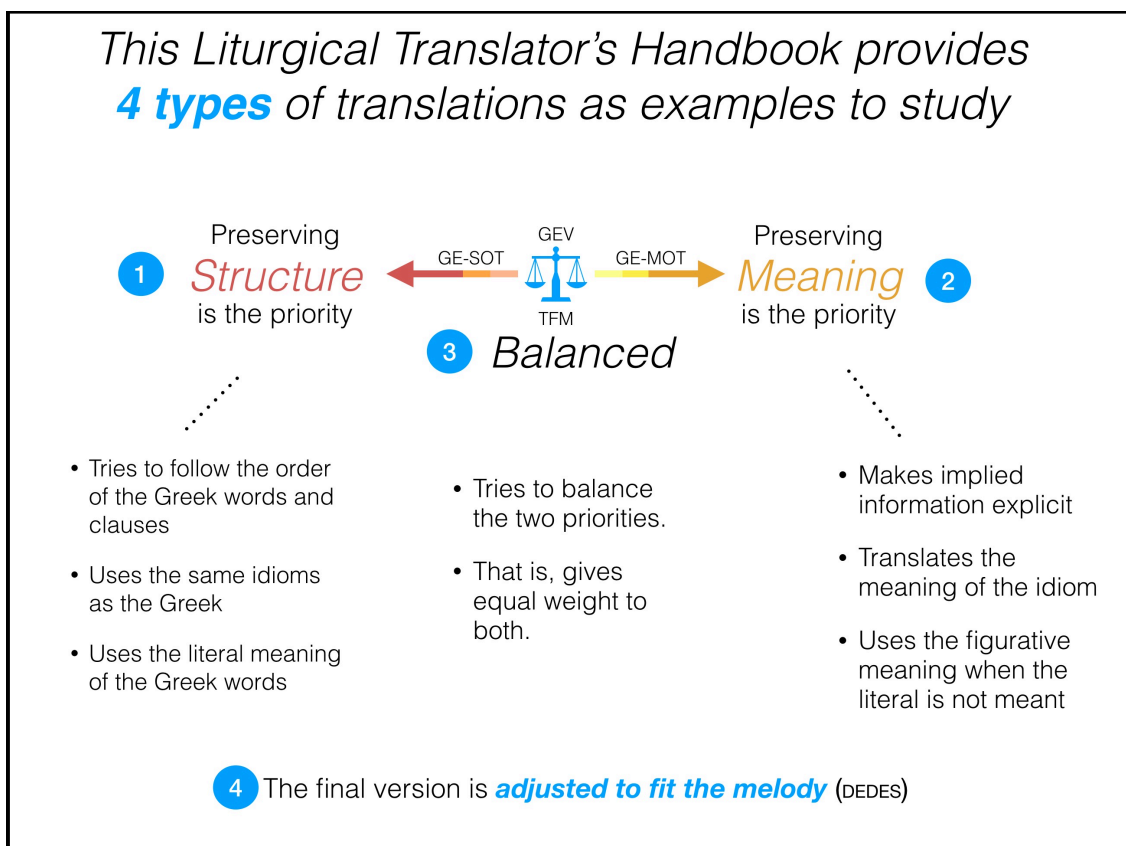 This Liturgical Translator's Handbook provides
4 types of translations as examples to study
1
Preserving
Structure
is the priority
GE-SOT
GEV
TFM
GE-MOT
Preserving
Meaning
is the priority
2
3
Balanced
• Tries to follow the order
of the Greek words and
clauses
• Uses the same idioms
as the Greek
• Uses the literal meaning
of the Greek words
• Tries to balance
the two priorities.
• That is, gives
equal weight to
both.
• Makes implied
information explicit
• Translates the
meaning of the idiom
• Uses the figurative
meaning when the
literal is not meant
4 The final version is adjusted to fit the melody (DEDES)